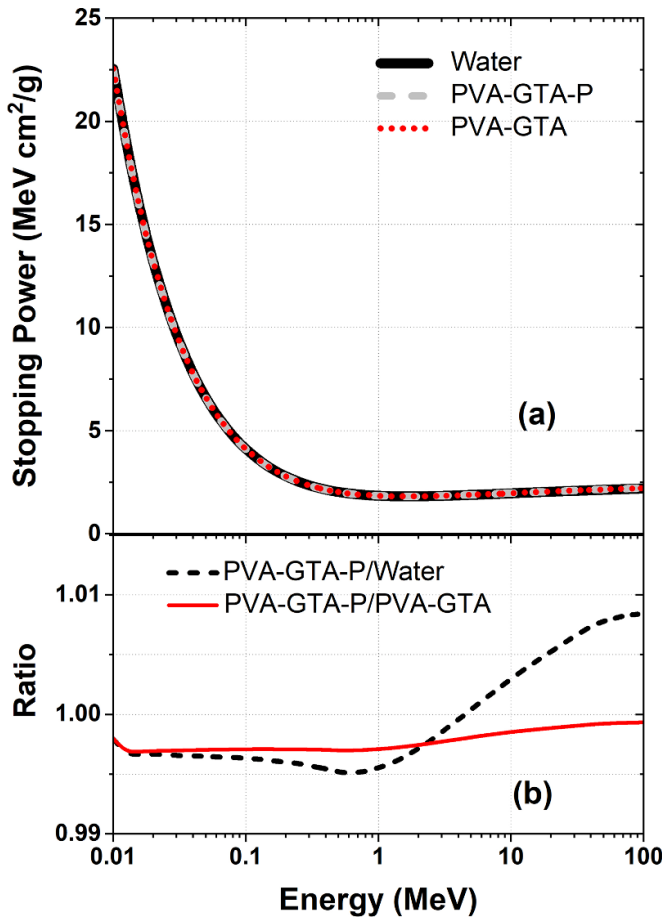 25
20
15
10
5
0
Stopping Power (MeV cm²/g)
Water
PVA-GTA-P
PVA-GTA
(a)
1.01
1.00
0.99
Ratio
PVA-GTA-P/Water
PVA-GTA-P/PVA-GTA
(b)
0.01 0.1 1 10 100
Energy (MeV)